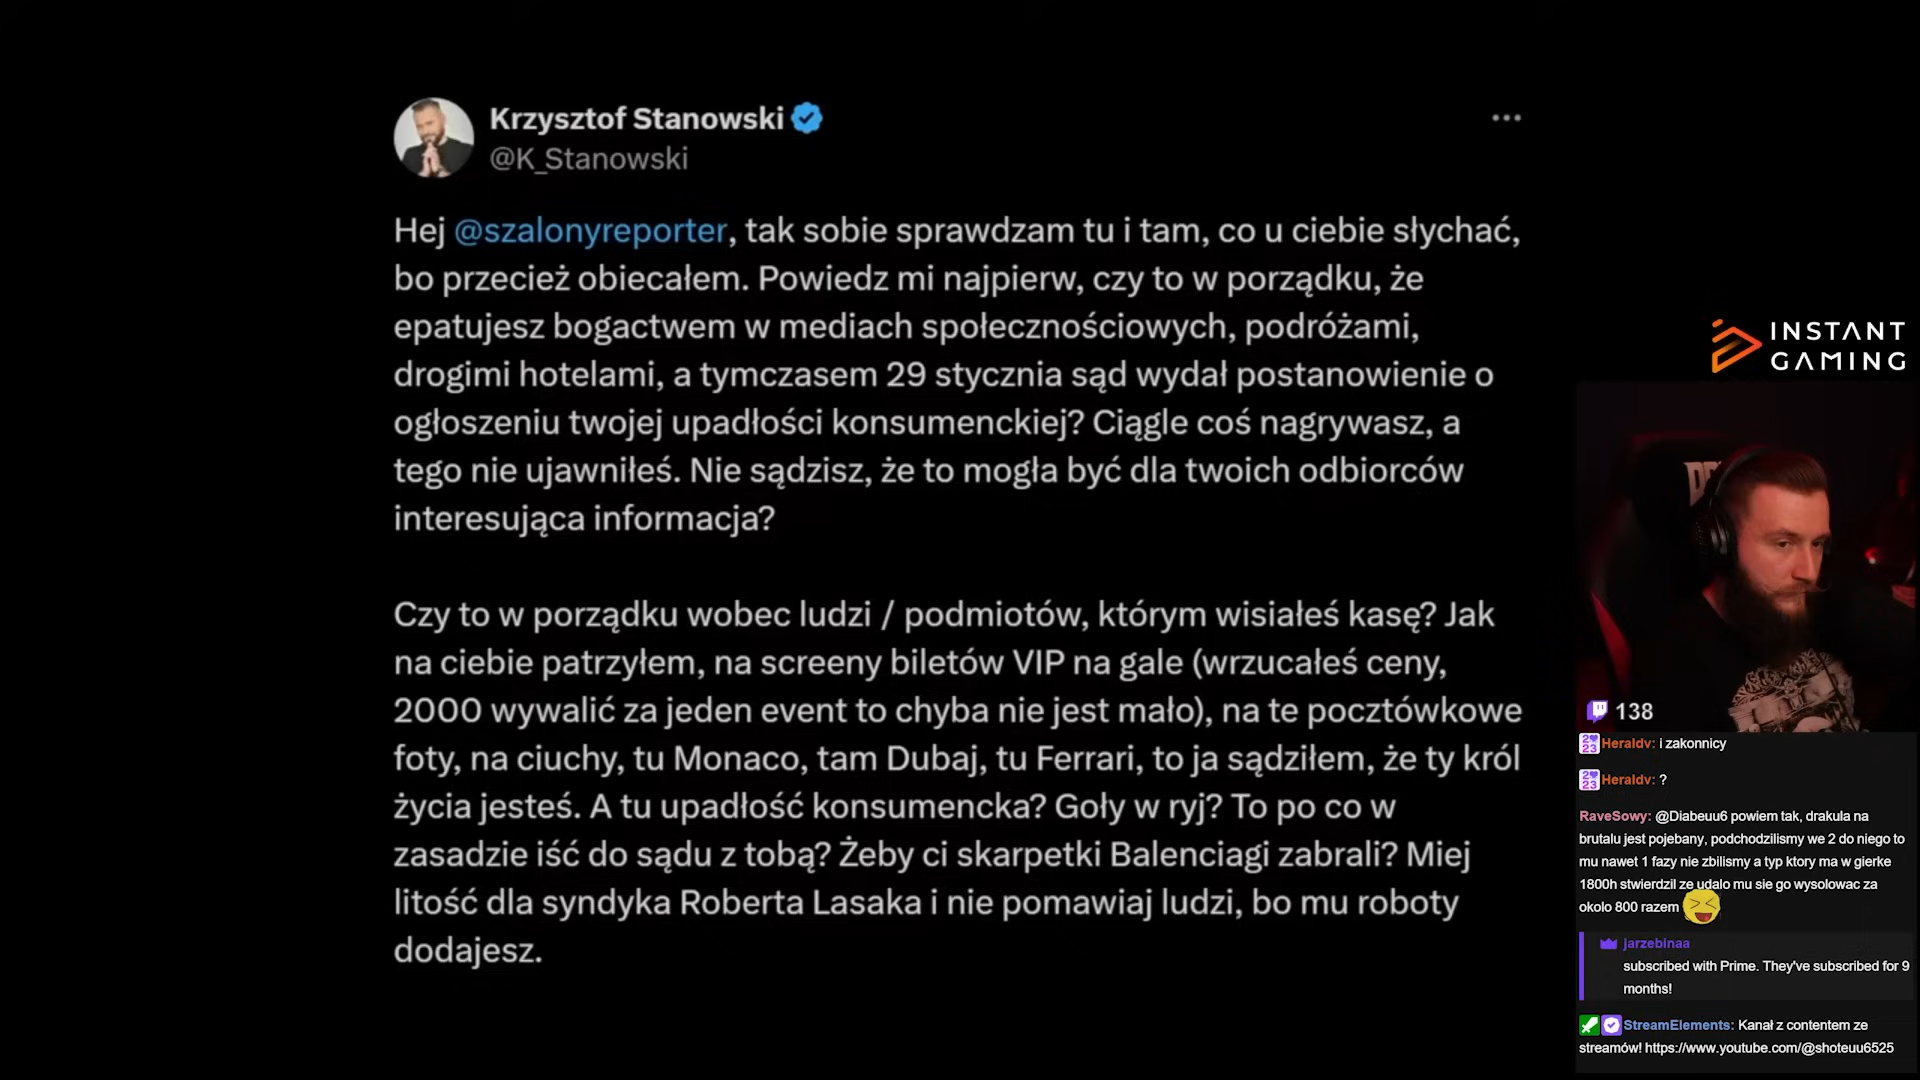 Krzysztof Stanowski
@K_Stanowski
Hej @szalonyreporter, tak sobie sprawdzam tu i tam, co u ciebie słychać,
bo przecież obiecałem. Powiedz mi najpierw, czy to w porządku, że
epatujesz bogactwem w mediach społecznościowych, podróżami,
drogimi hotelami, a tymczasem 29 stycznia sąd wydał postanowienie o
ogłoszeniu twojej upadłości konsumenckiej? Ciągle coś nagrywasz, a
tego nie ujawniłeś. Nie sądzisz, że to mogła być dla twoich odbiorców
interesująca informacja?
Czy to w porządku wobec ludzi / podmiotów, którym wisiałeś kasę? Jak
na ciebie patrzyłem, na screeny biletów VIP na gale (wrzucałeś ceny,
2000 wywalić za jeden event to chyba nie jest mało), na te pocztówkowe
foty, na ciuchy, tu Monaco, tam Dubaj, tu Ferrari, to ja sądziłem, że ty król
życia jesteś. A tu upadłość konsumencka? Goły w ryj? To po co w
zasadzie iść do sądu z tobą? Żeby ci skarpetki Balenciagi zabrali? Miej
litość dla syndyka Roberta Lasaka i nie pomawiaj ludzi, bo mu roboty
dodajesz.
INSTANT
GAMING
138
Heraldv: i zakonnicy
Heraldv: ?
RaveSowy: @Diabeuu6 powiem tak, drakula na
brutalu jest pojebany, podchodzilismy we 2 do niego to
mu nawet 1 fazy nie zbilismy a typ ktory ma w gierke
1800h stwierdzil ze udalo mu sie go wysolowac za
okolo 800 razem
jarzebinaa
subscribed with Prime. They've subscribed for 9
months!
StreamElements: Kanał z contentem ze
streamów! https://www.youtube.com/@shoteuu6525